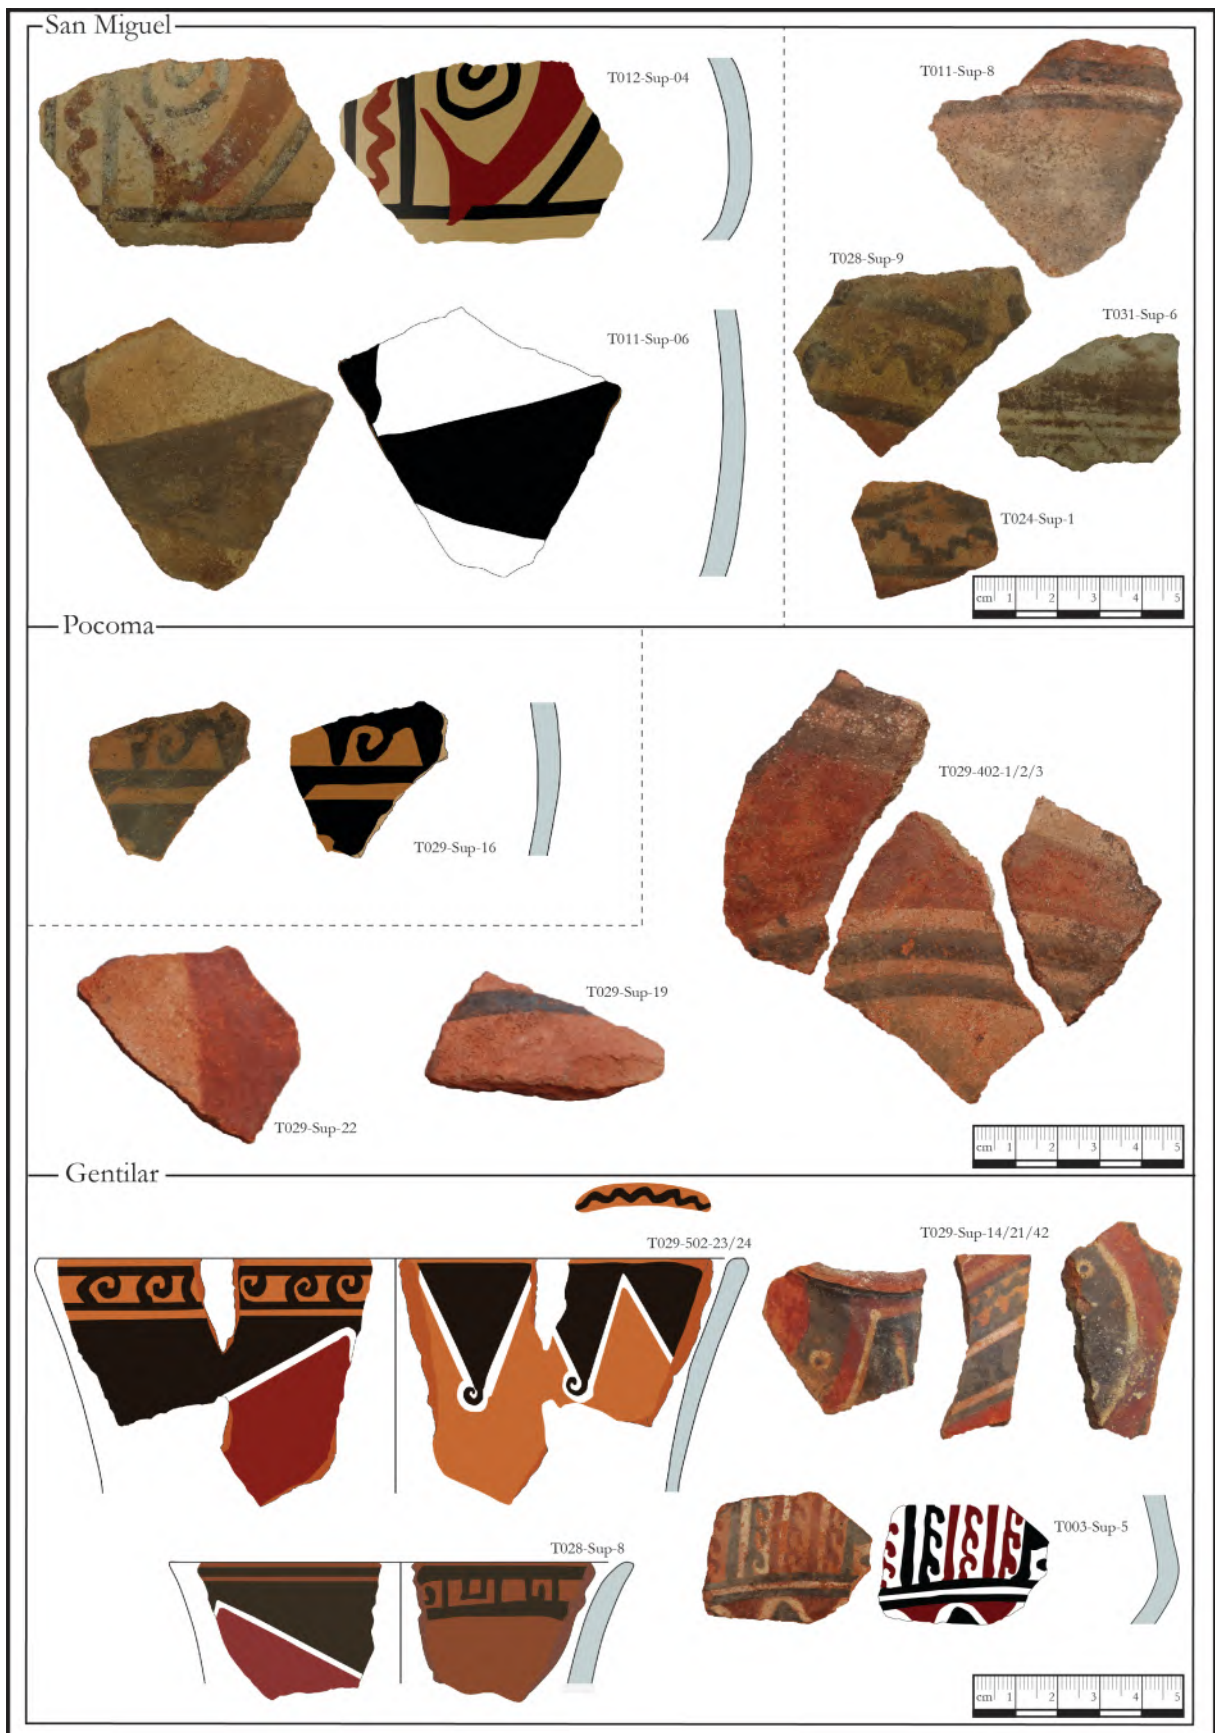 San Miguel
T012-Sup-04
T011-Sup-8
T028-Sup-9
T031-Sup-6
T011-Sup-06
T024-Sup-1
cm 1 2 3 4 5
Pocoma
T029-402-1/2/3
T029-Sup-16
T029-Sup-19
T029-Sup-22
cm 1 2 3 4 5
Gentilar
T029-502-23/24
T029-Sup-14/21/42
T003-Sup-5
T028-Sup-8
cm 1 2 3 4 5